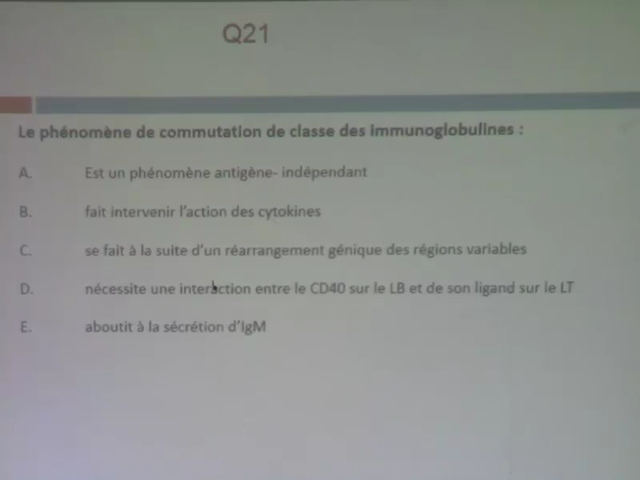 Q21
Le phénomène de commutation de classe des immunoglobulines :
A. Est un phénomène antigène- indépendant
B. fait intervenir l'action des cytokines
C. se fait à la suite d'un réarrangement génique des régions variables
D. nécessite une interaction entre le CD40 sur le LB et de son ligand sur le LT
E. aboutit à la sécrétion d'IgM